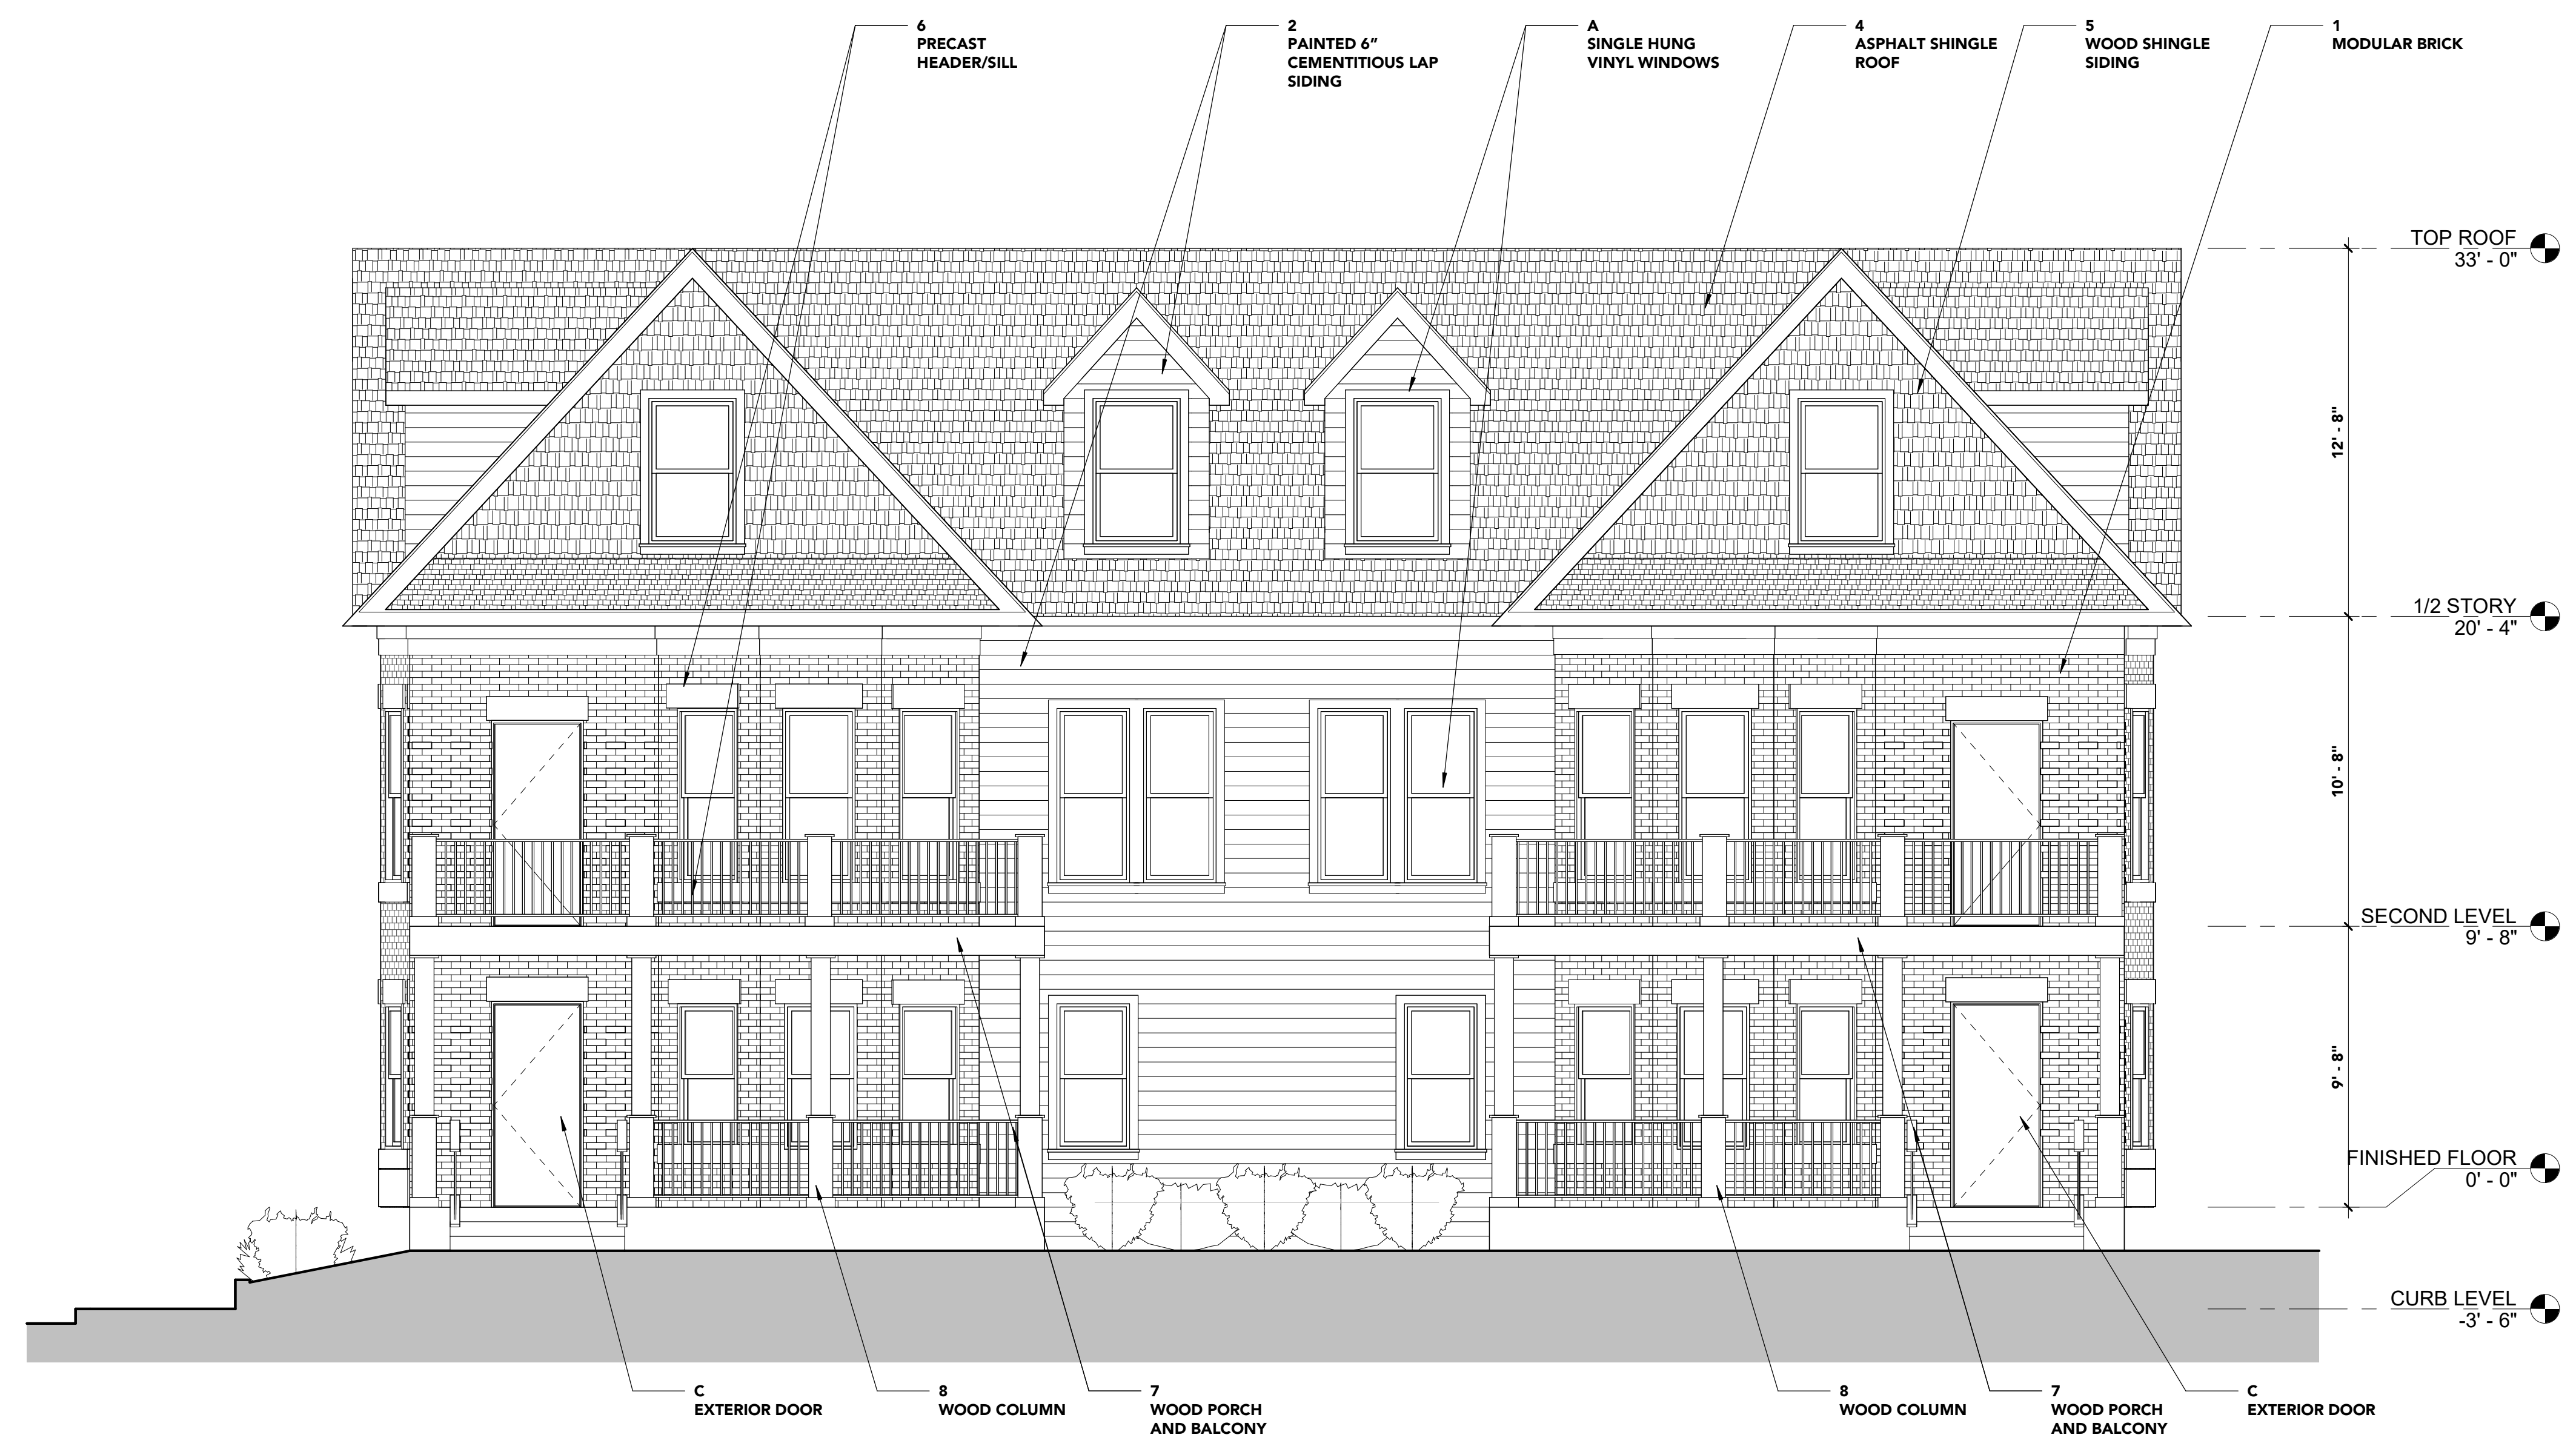 6
PRECAST
HEADER/SILL
2
PAINTED 6”
CEMENTITIOUS LAP
SIDING
A
SINGLE HUNG
VINYL WINDOWS
4
ASPHALT SHINGLE
ROOF
5
WOOD SHINGLE
SIDING
1
MODULAR BRICK
TOP ROOF
33' - 0"
12' - 8"
1/2 STORY
20' - 4"
10' - 8"
SECOND LEVEL
9' - 8"
9' - 8"
FINISHED FLOOR
0' - 0"
CURB LEVEL
-3' - 6"
C
EXTERIOR DOOR
8
WOOD COLUMN
7
WOOD PORCH
AND BALCONY
8
WOOD COLUMN
7
WOOD PORCH
AND BALCONY
C
EXTERIOR DOOR